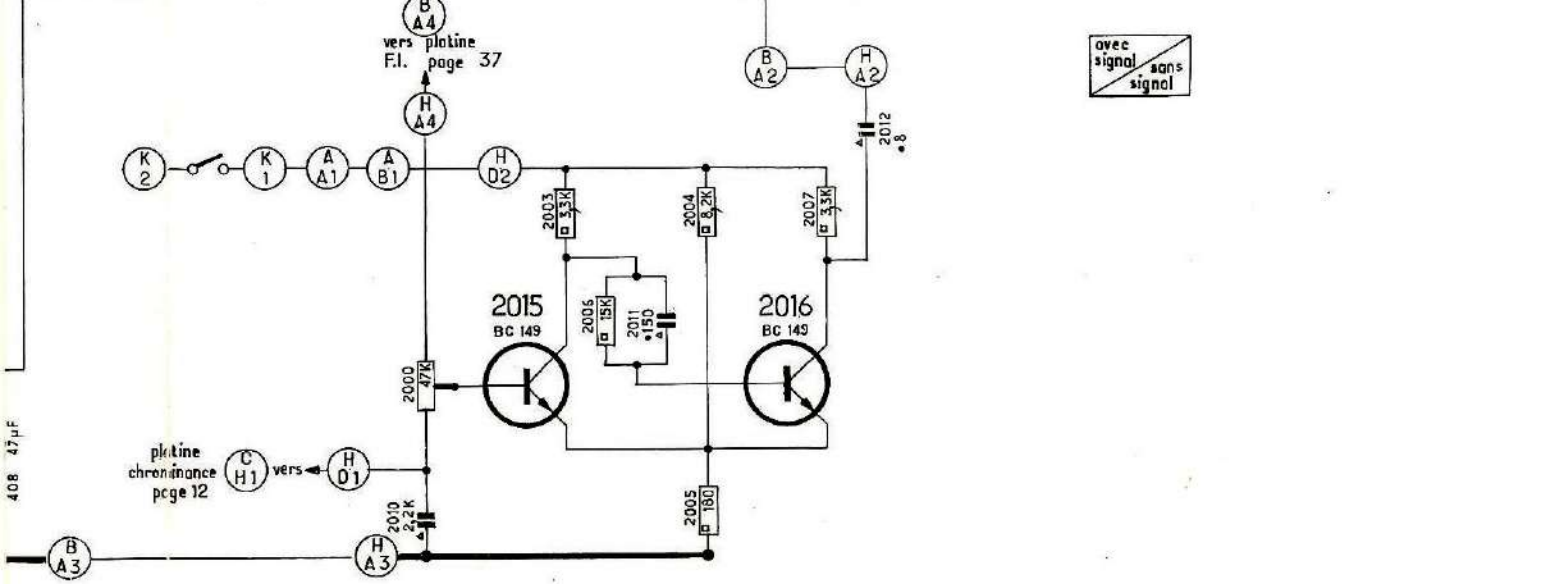 B
A4
vers platine
F.I. page 37
H
A4
B
A2
H
A2
avec
signal
sans
signal
2012
•8
K
2
K
1
A
A1
A
B1
H
D2
2003
3,3K
2004
8,2K
2007
3,3K
2015
BC 149
2006
15K
2011
•150
2016
BC 149
2000
47K
platine
chrominance
page 12
C
H1
vers
H
D1
2010
2,2K
2005
180
408 47µF
B
A3
H
A3